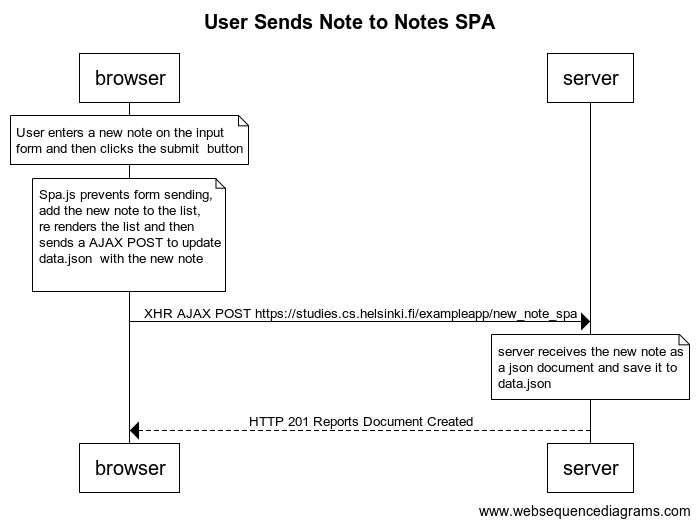 User Sends Note to Notes SPA
browser
server
User enters a new note on the input
form and then clicks the submit  button
Spa.js prevents form sending,
add the new note to the list,
re renders the list and then
sends a AJAX POST to update
data.json  with the new note
XHR AJAX POST https://studies.cs.helsinki.fi/exampleapp/new_note_spa
server receives the new note as
a json document and save it to
data.json
HTTP 201 Reports Document Created
browser
server
www.websequencediagrams.com